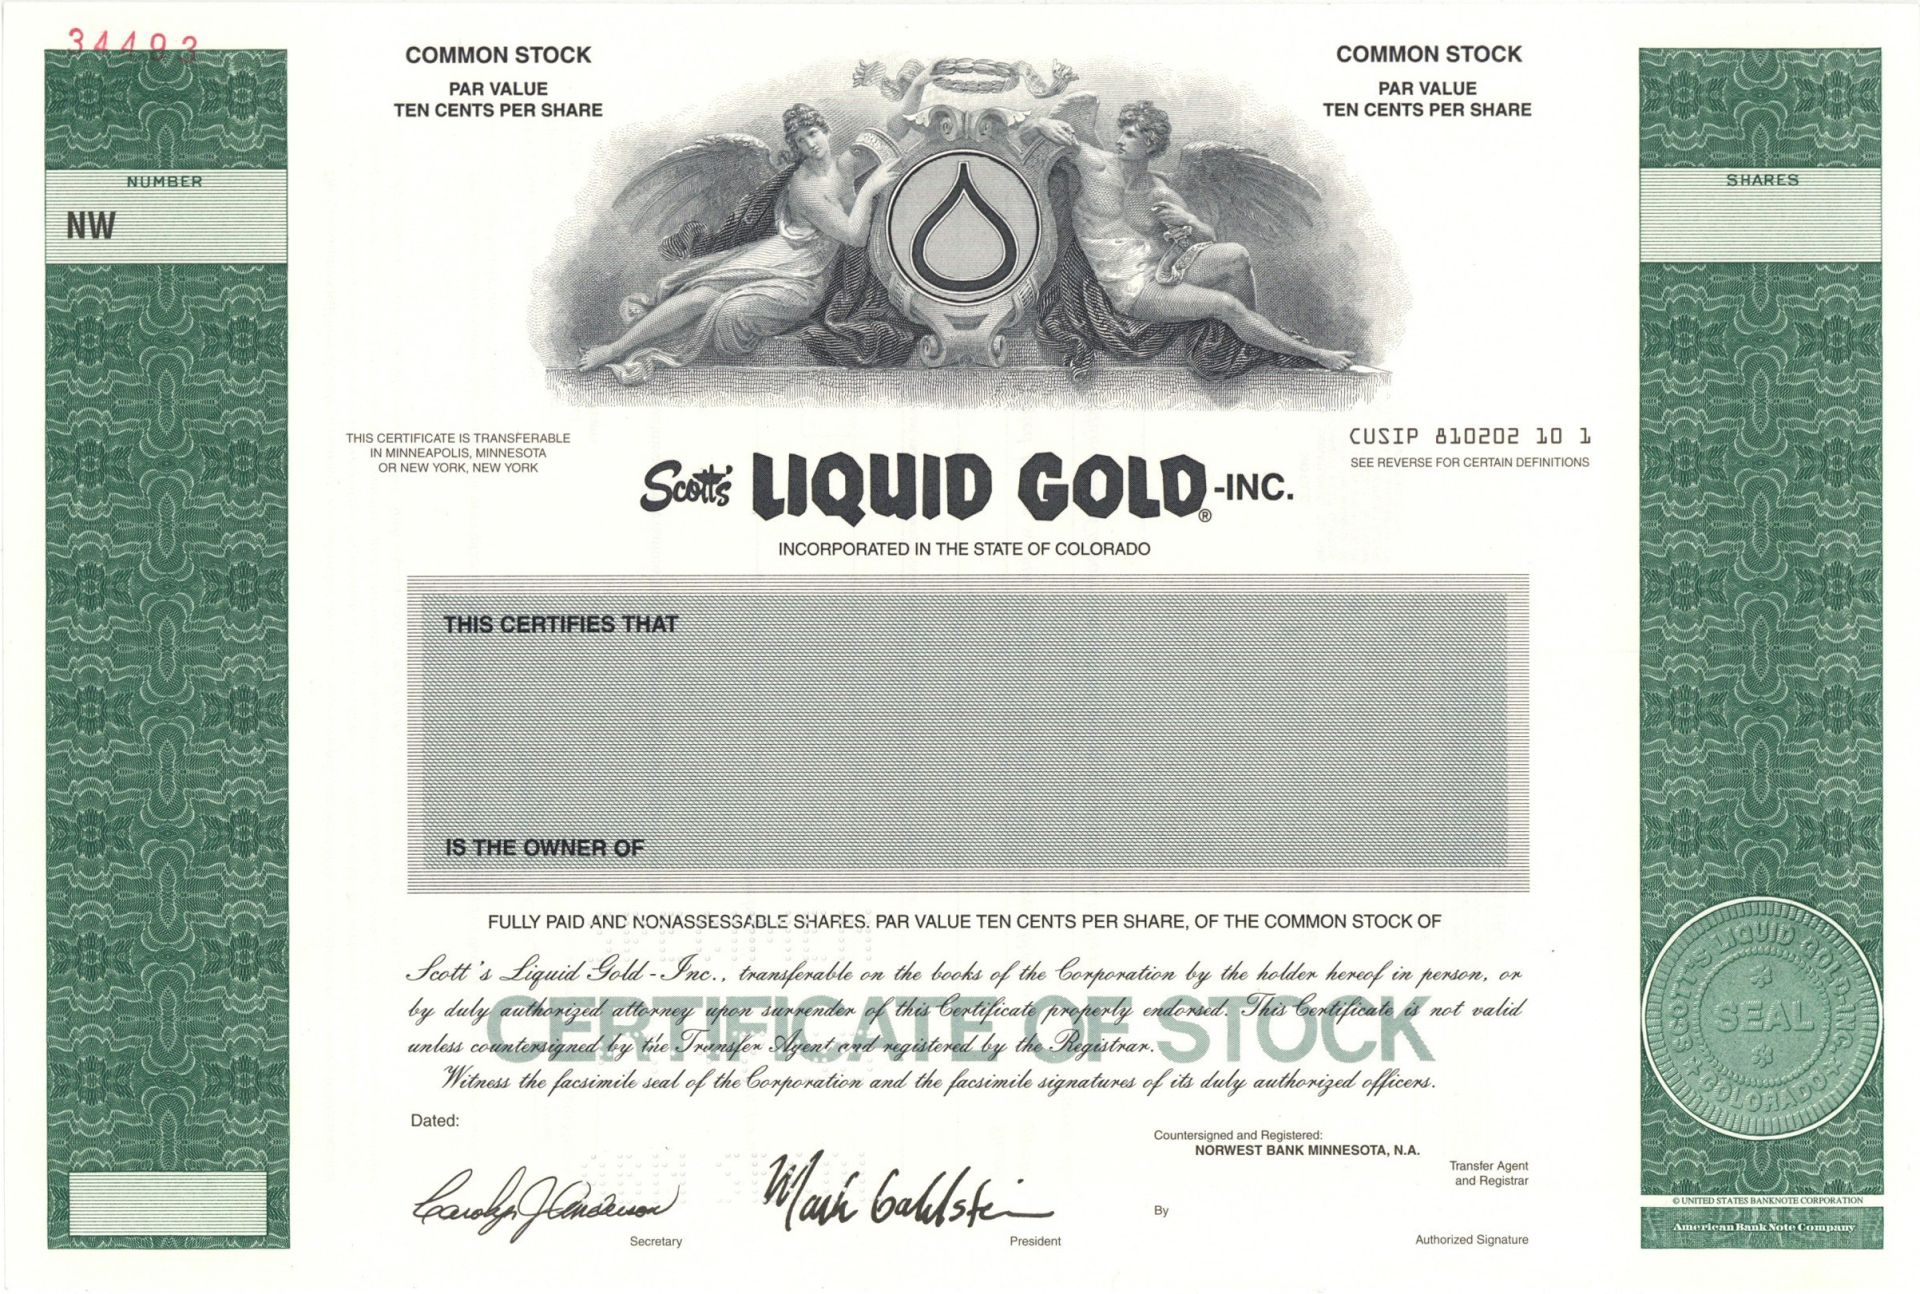 34493
COMMON STOCK
PAR VALUE
TEN CENTS PER SHARE
COMMON STOCK
PAR VALUE
TEN CENTS PER SHARE
NUMBER
NW
SHARES
THIS CERTIFICATE IS TRANSFERABLE
IN MINNEAPOLIS, MINNESOTA
OR NEW YORK, NEW YORK
CUSIP 810202 10 1
SEE REVERSE FOR CERTAIN DEFINITIONS
Scott's LIQUID GOLD®-INC.
INCORPORATED IN THE STATE OF COLORADO
THIS CERTIFIES THAT
IS THE OWNER OF
FULLY PAID AND NONASSESSABLE SHARES. PAR VALUE TEN CENTS PER SHARE, OF THE COMMON STOCK OF
Scott's Liquid Gold-Inc., transferable on the books of the Corporation by the holder hereof in person, or
by duly authorized attorney upon surrender of this Certificate properly endorsed. This Certificate is not valid
unless countersigned by the Transfer Agent and registered by the Registrar.
Witness the facsimile seal of the Corporation and the facsimile signatures of its duly authorized officers.
CERTIFICATE OF STOCK
Dated:
Carolyn J. Anderson
Secretary
Mark Goldstein
President
Countersigned and Registered:
NORWEST BANK MINNESOTA, N.A.
Transfer Agent
and Registrar
By
Authorized Signature
SCOTT'S LIQUID GOLD-INC.
SEAL
COLORADO
© UNITED STATES BANKNOTE CORPORATION
American Bank Note Company